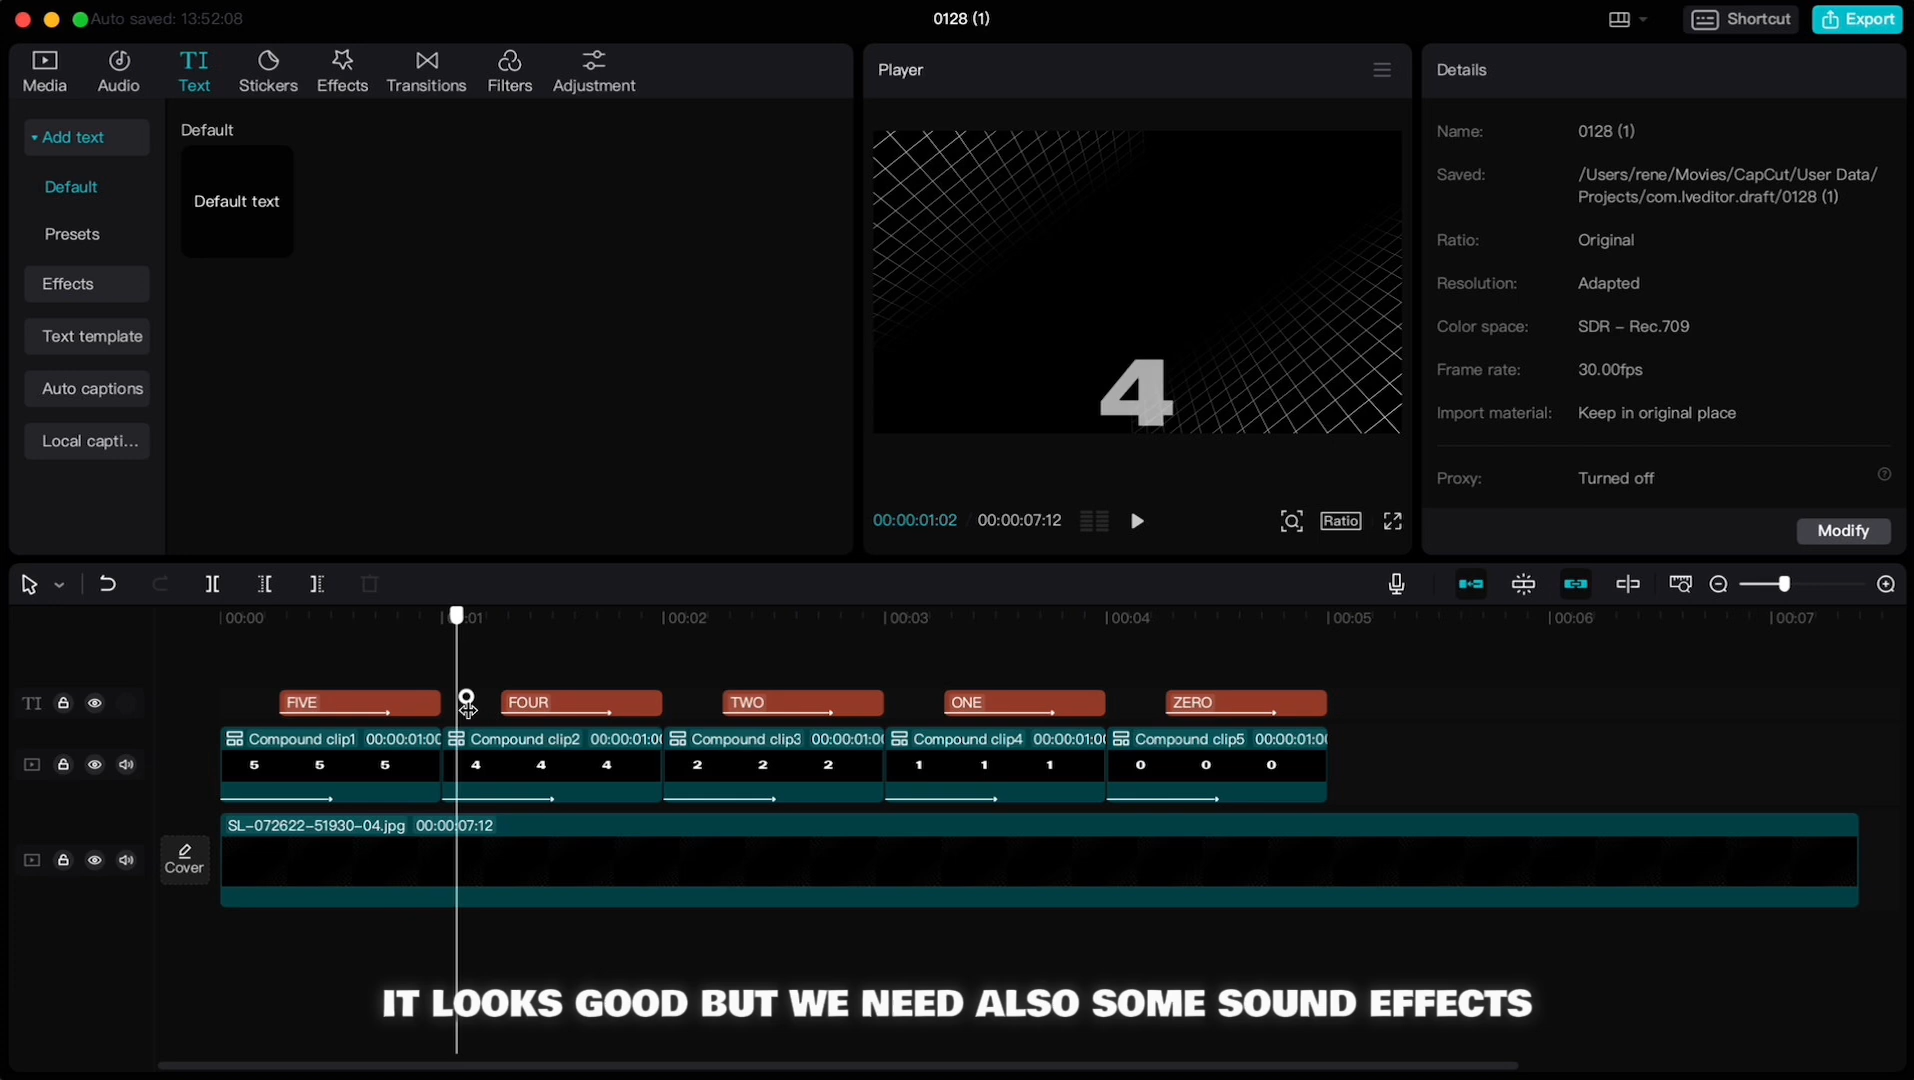 Auto saved: 13:52:08
0128 (1)
Shortcut
Export
Media
Audio
TI
Text
Stickers
Effects
Transitions
Filters
Adjustment
Add text
Default
Presets
Effects
Text template
Auto captions
Local capti...
Default
Default text
Player
4
00:00:01:02
00:00:07:12
Ratio
Details
Name: 0128 (1)
Saved: /Users/rene/Movies/CapCut/User Data/
Projects/com.lveditor.draft/0128 (1)
Ratio: Original
Resolution: Adapted
Color space: SDR – Rec.709
Frame rate: 30.00fps
Import material: Keep in original place
Proxy: Turned off
Modify
00:00
:01
00:02
00:03
00:04
00:05
00:06
00:07
TI
FIVE
FOUR
TWO
ONE
ZERO
Compound clip1 00:00:01:00
Compound clip2 00:00:01:00
Compound clip3 00:00:01:00
Compound clip4 00:00:01:00
Compound clip5 00:00:01:00
5 5 5
4 4 4
2 2 2
1 1 1
0 0 0
Cover
SL-072622-51930-04.jpg 00:00:07:12
IT LOOKS GOOD BUT WE NEED ALSO SOME SOUND EFFECTS